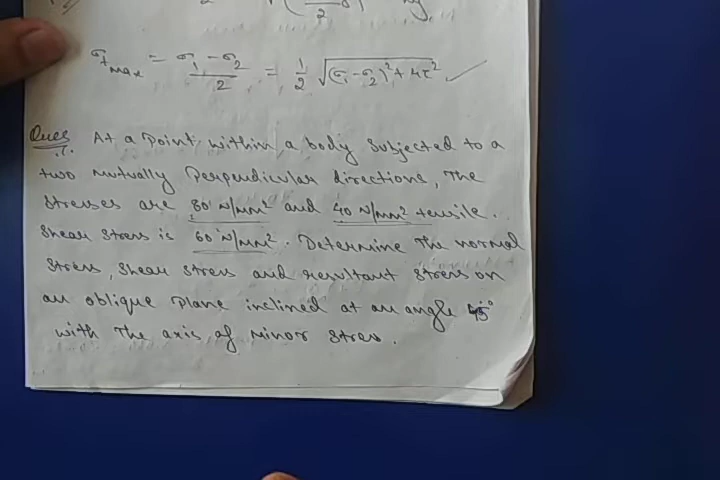 σt max = σ1 - σ2 / 2 = 1/2 √(σ1-σ2)² + 4τ²
Ques At a point within a body subjected to a
two mutually perpendicular directions, The
stresses are 80 N/mm² and 40 N/mm² tensile.
Shear stress is 60 N/mm². Determine The normal
stress, shear stress and resultant stress on
an oblique plane inclined at an angle 45°
with The axis of minor stress.